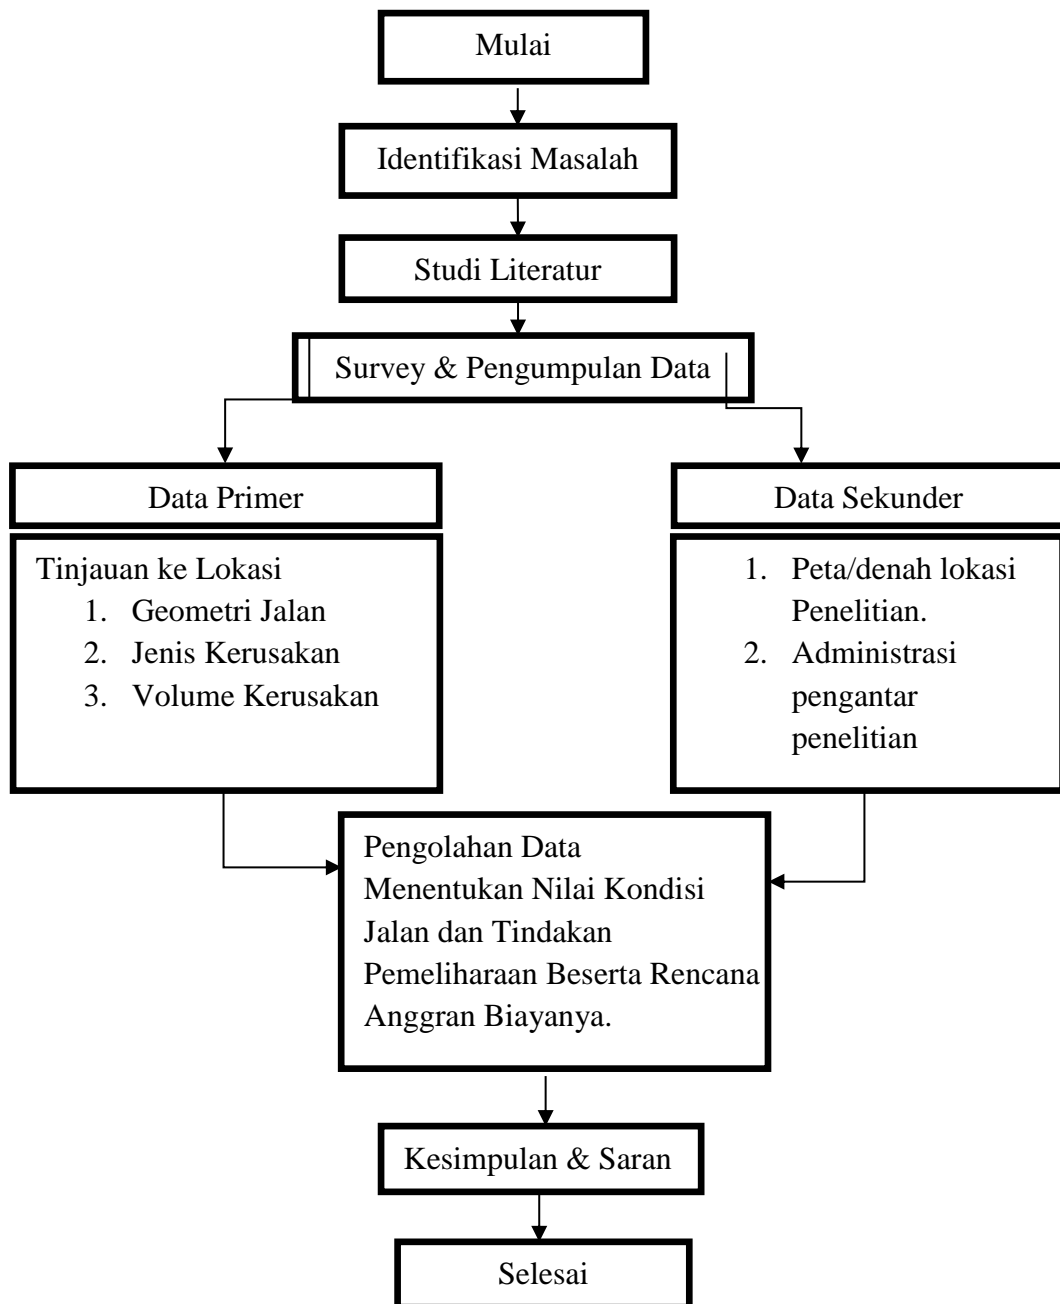 Mulai
Identifikasi Masalah
Studi Literatur
Survey & Pengumpulan Data
Data Primer
Tinjauan ke Lokasi
1. Geometri Jalan
2. Jenis Kerusakan
3. Volume Kerusakan
Data Sekunder
1. Peta/denah lokasi
Penelitian.
2. Administrasi
pengantar
penelitian
Pengolahan Data
Menentukan Nilai Kondisi
Jalan dan Tindakan
Pemeliharaan Beserta Rencana
Anggran Biayanya.
Kesimpulan & Saran
Selesai